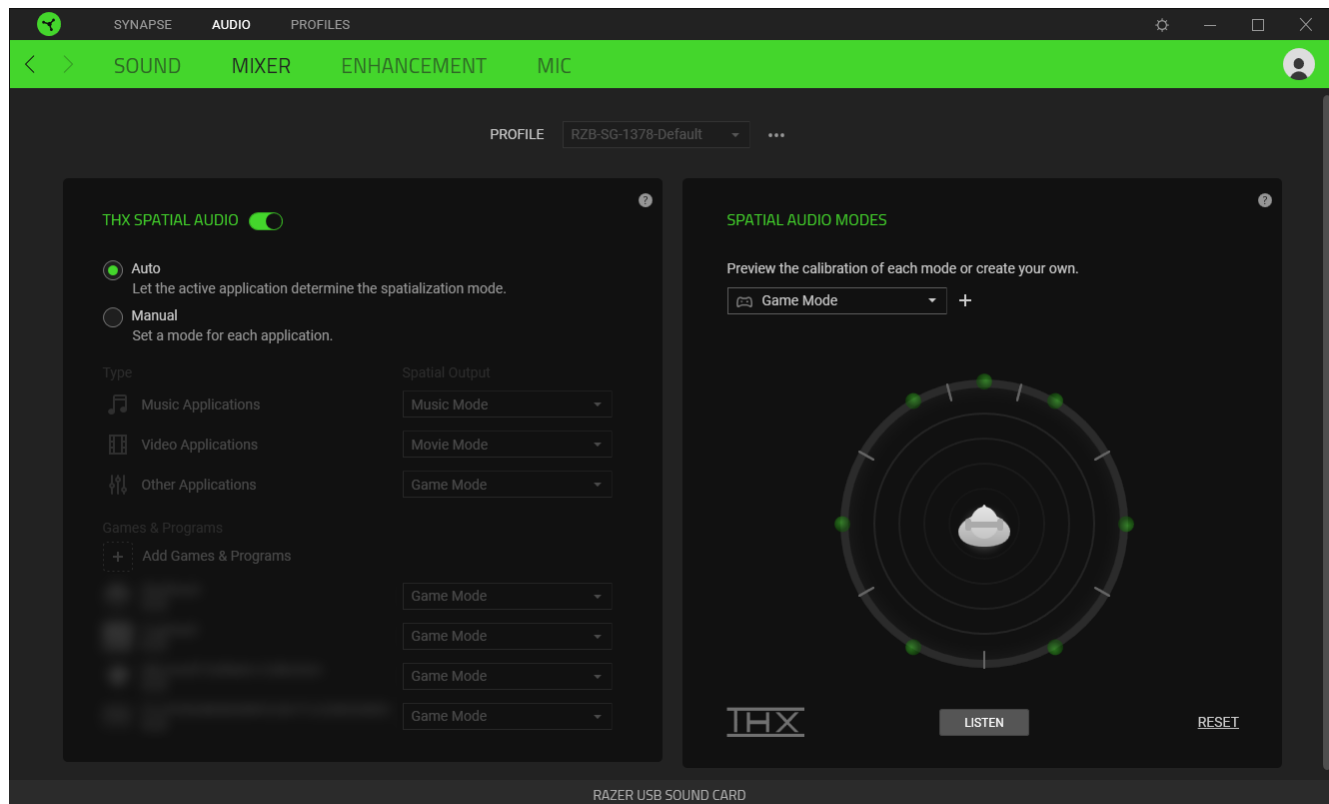 SYNAPSE AUDIO PROFILES
SOUND MIXER ENHANCEMENT MIC
PROFILE RZB-SG-1378-Default
THX SPATIAL AUDIO
Auto
Let the active application determine the spatialization mode.
Manual
Set a mode for each application.
Type Spatial Output
Music Applications Music Mode
Video Applications Movie Mode
Other Applications Game Mode
Games & Programs
Add Games & Programs
Game Mode
Game Mode
Game Mode
Game Mode
SPATIAL AUDIO MODES
Preview the calibration of each mode or create your own.
Game Mode
THX
LISTEN
RESET
RAZER USB SOUND CARD